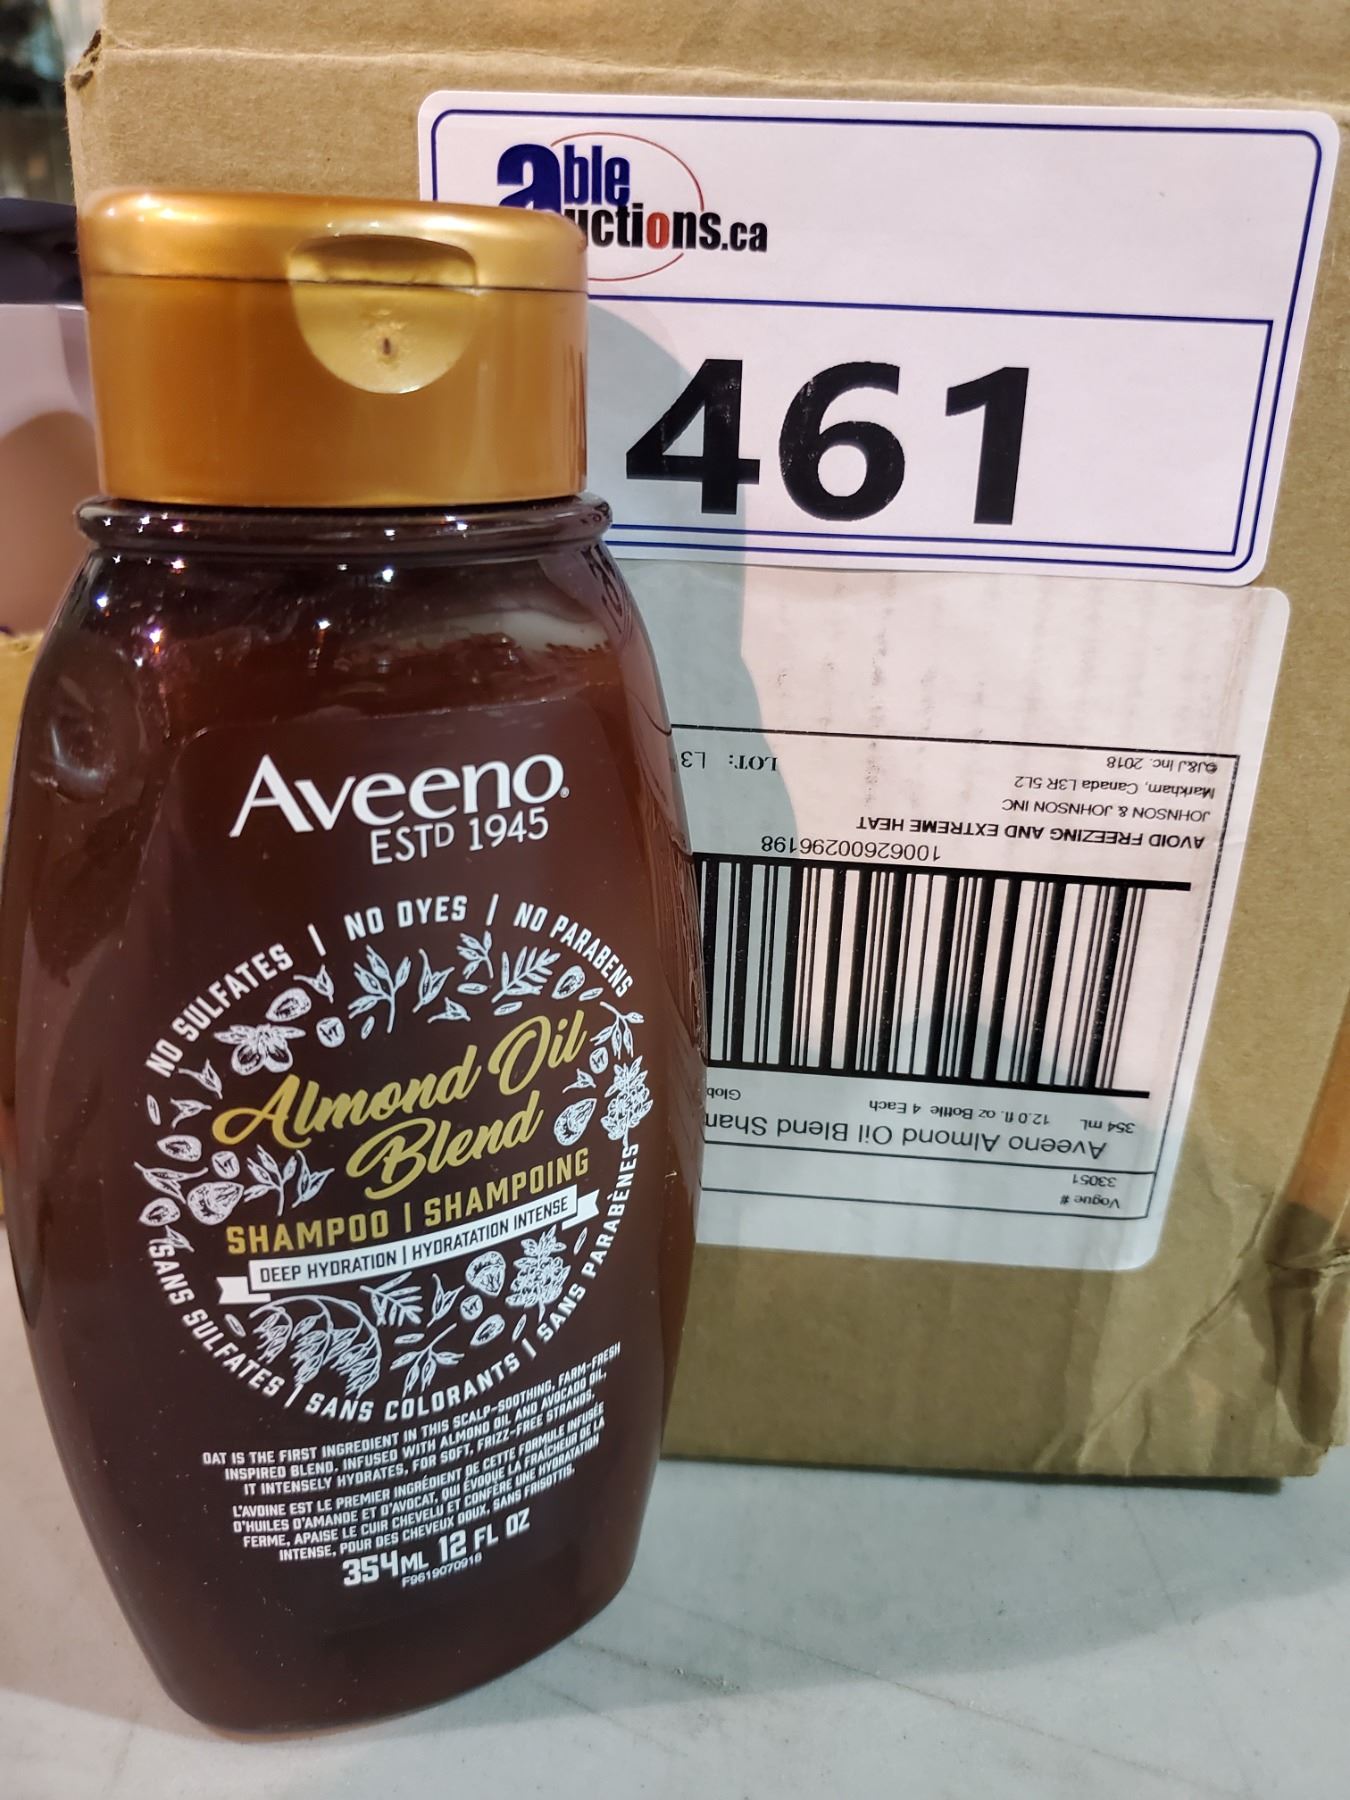 able
auctions.ca
461
Aveeno®
ESTD 1945
NO SULFATES | NO DYES | NO PARABENS
Almond Oil
Blend
SHAMPOO | SHAMPOING
DEEP HYDRATION | HYDRATATION INTENSE
SANS SULFATES | SANS COLORANTS | SANS PARABÈNES
OAT IS THE FIRST INGREDIENT IN THIS SCALP-SOOTHING, FARM-FRESH
INSPIRED BLEND, INFUSED WITH ALMOND OIL AND AVOCADO OIL,
IT INTENSELY HYDRATES, FOR SOFT, FRIZZ-FREE STRANDS.
L'AVOINE EST LE PREMIER INGRÉDIENT DE CETTE FORMULE INFUSÉE
D'HUILES D'AMANDE ET D'AVOCAT, QUI ÉVOQUE LA FRAÎCHEUR DE LA
FERME, APAISE LE CUIR CHEVELU ET CONFÈRE UNE HYDRATATION
INTENSE, POUR DES CHEVEUX DOUX, SANS FRISOTTIS.
354ML 12 FL OZ
F9619070918
Vogue #
33051
Aveeno Almond Oil Blend Sham
354 mL 12.0 fl. oz Bottle 4 Each Glob
10062600296198
AVOID FREEZING AND EXTREME HEAT
JOHNSON & JOHNSON INC
Markham, Canada L3R 5L2
©J&J Inc. 2018
LOT: L3